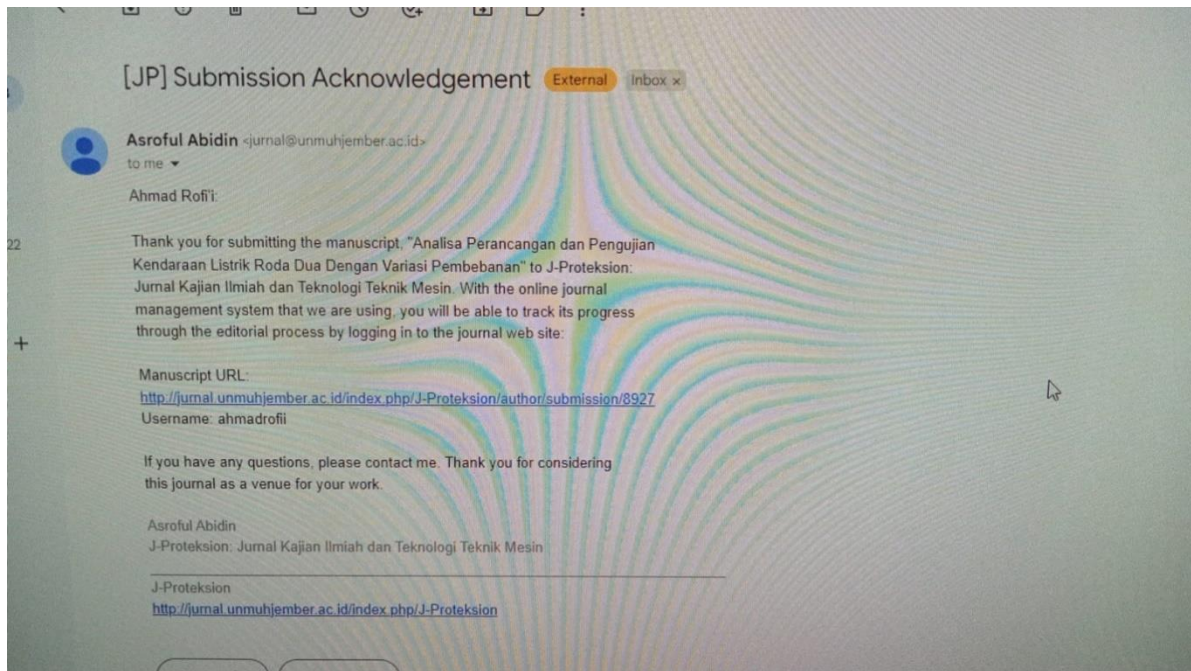 [JP] Submission Acknowledgement External Inbox ×
Asroful Abidin <jurnal@unmuhjember.ac.id>
to me
Ahmad Rofi'i:
22
Thank you for submitting the manuscript, "Analisa Perancangan dan Pengujian
Kendaraan Listrik Roda Dua Dengan Variasi Pembebanan" to J-Proteksion:
Jurnal Kajian Ilmiah dan Teknologi Teknik Mesin. With the online journal
management system that we are using, you will be able to track its progress
through the editorial process by logging in to the journal web site:
Manuscript URL:
http://jurnal.unmuhjember.ac.id/index.php/J-Proteksion/author/submission/8927
Username: ahmadrofii
If you have any questions, please contact me. Thank you for considering
this journal as a venue for your work.
Asroful Abidin
J-Proteksion: Jurnal Kajian Ilmiah dan Teknologi Teknik Mesin
J-Proteksion
http://jurnal.unmuhjember.ac.id/index.php/J-Proteksion